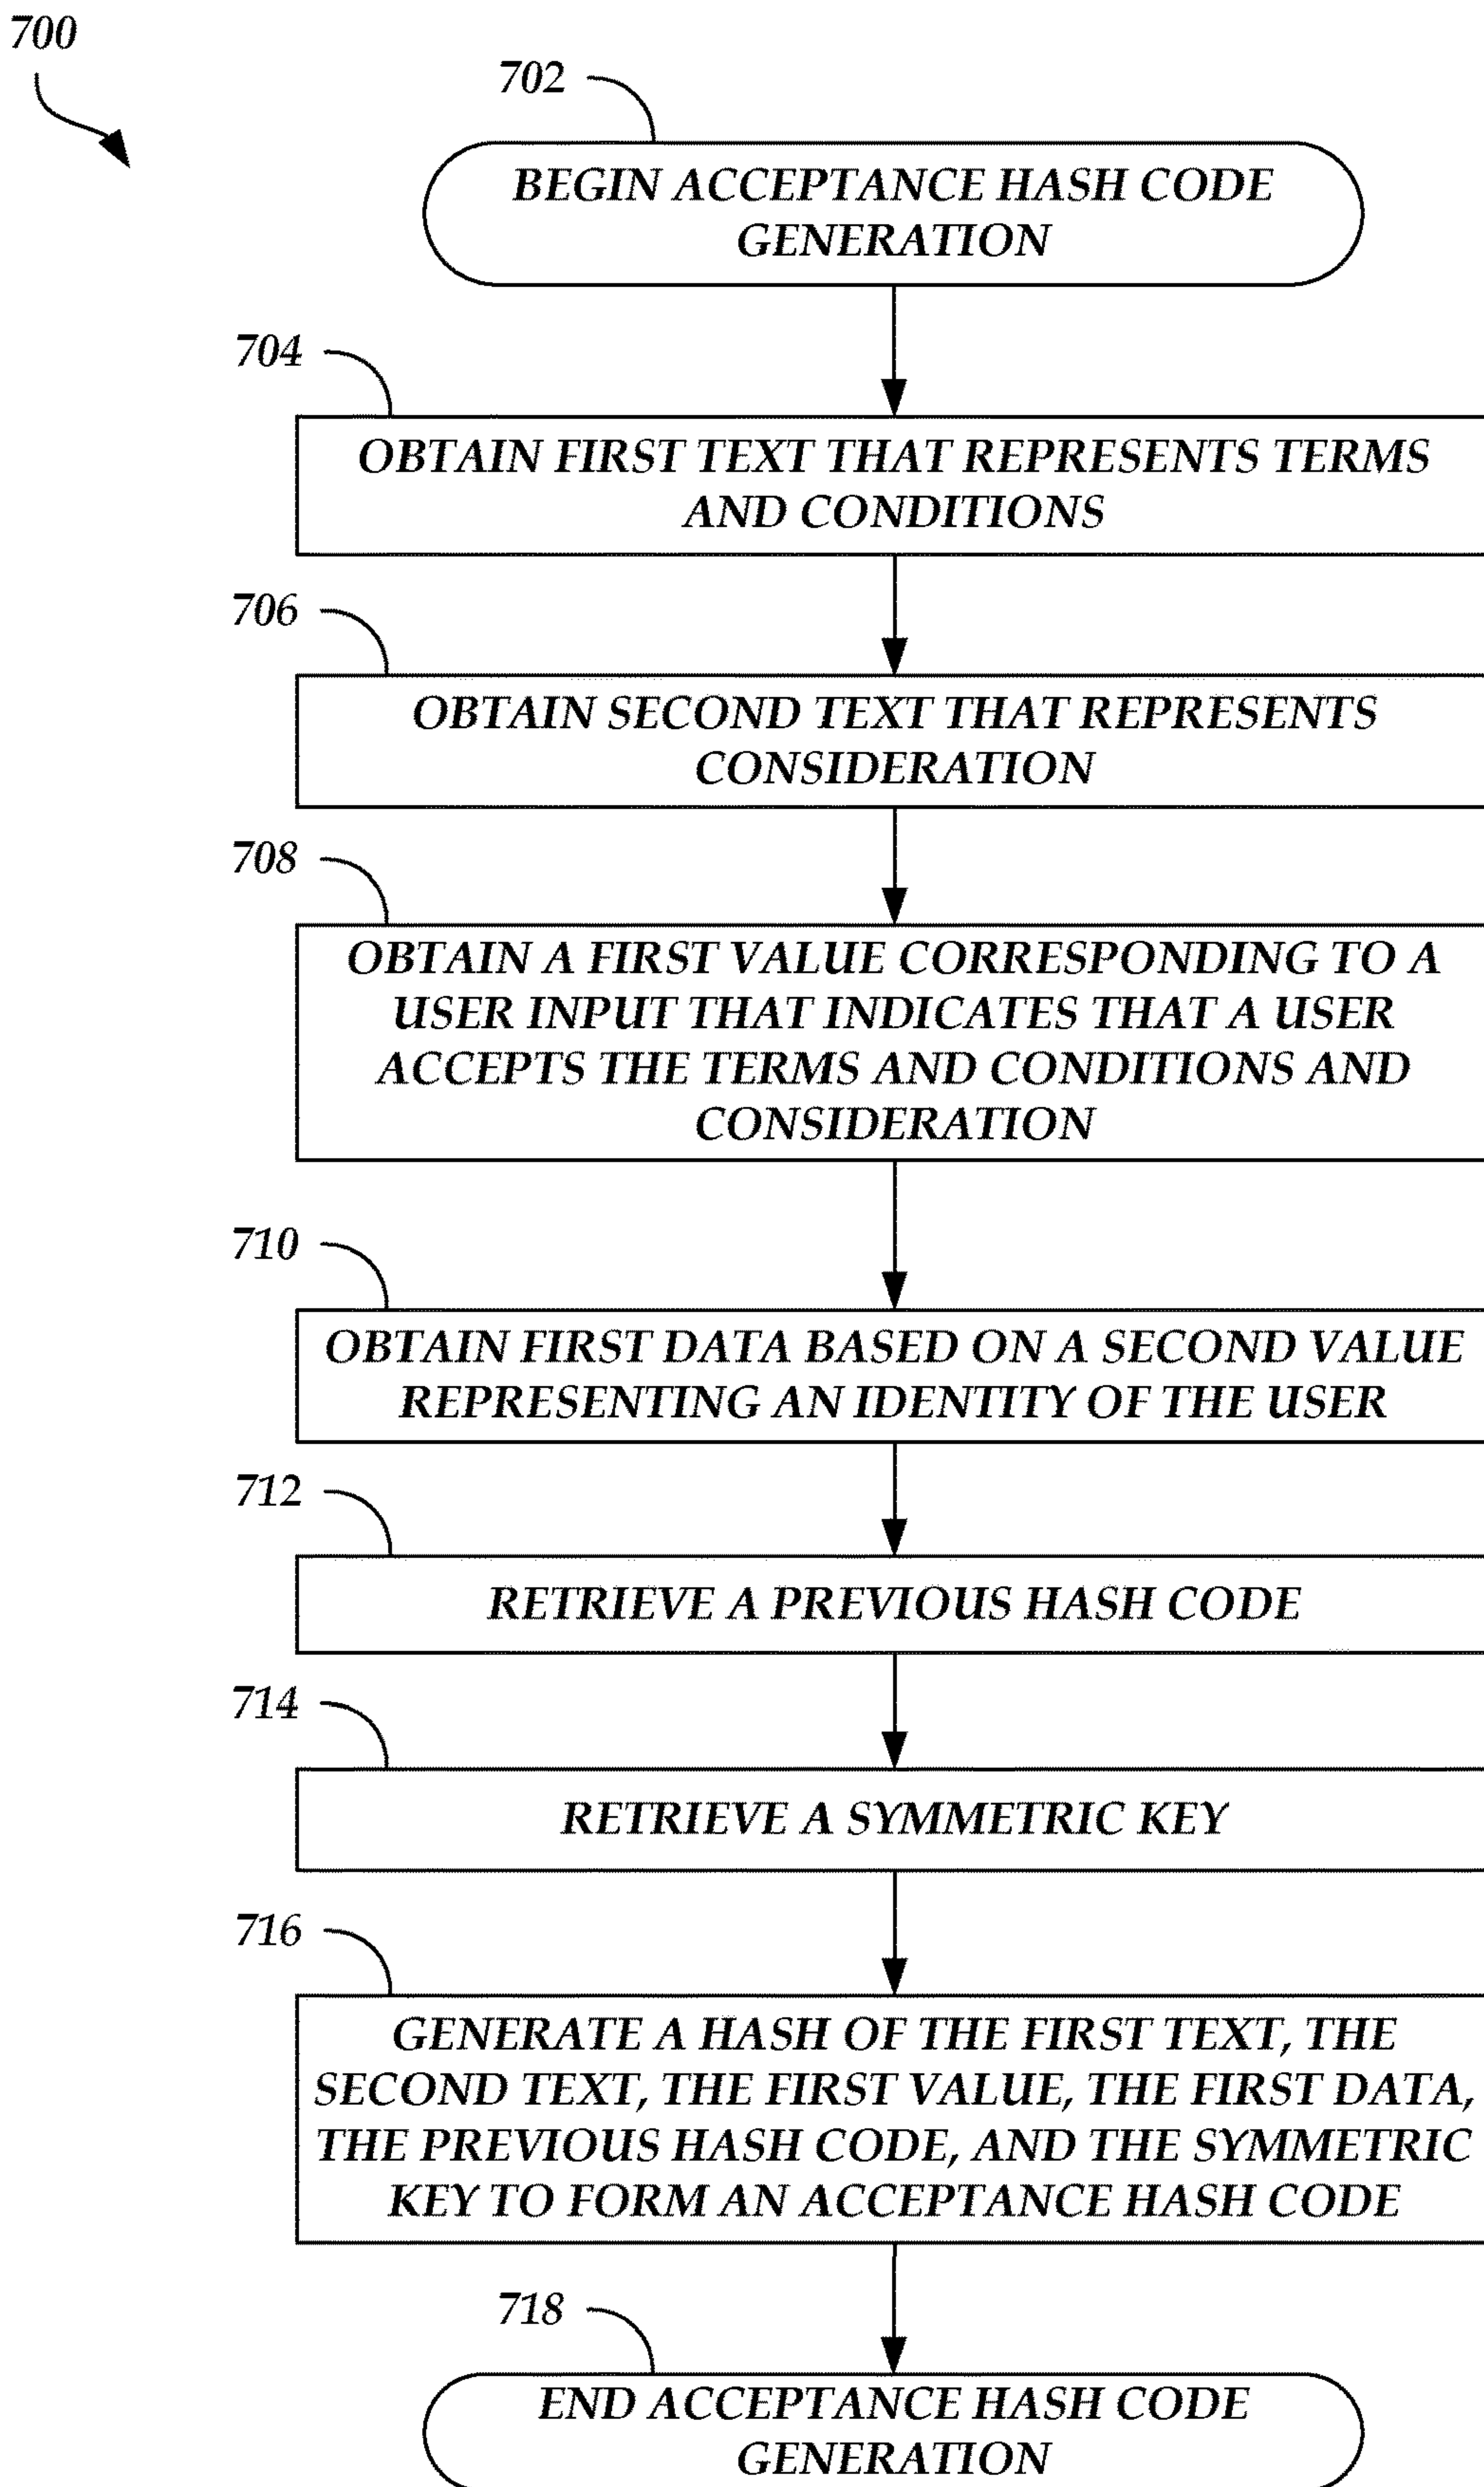 700
702
BEGIN ACCEPTANCE HASH CODE
GENERATION
704
OBTAIN FIRST TEXT THAT REPRESENTS TERMS
AND CONDITIONS
706
OBTAIN SECOND TEXT THAT REPRESENTS
CONSIDERATION
708
OBTAIN A FIRST VALUE CORRESPONDING TO A
USER INPUT THAT INDICATES THAT A USER
ACCEPTS THE TERMS AND CONDITIONS AND
CONSIDERATION
710
OBTAIN FIRST DATA BASED ON A SECOND VALUE
REPRESENTING AN IDENTITY OF THE USER
712
RETRIEVE A PREVIOUS HASH CODE
714
RETRIEVE A SYMMETRIC KEY
716
GENERATE A HASH OF THE FIRST TEXT, THE
SECOND TEXT, THE FIRST VALUE, THE FIRST DATA,
THE PREVIOUS HASH CODE, AND THE SYMMETRIC
KEY TO FORM AN ACCEPTANCE HASH CODE
718
END ACCEPTANCE HASH CODE
GENERATION